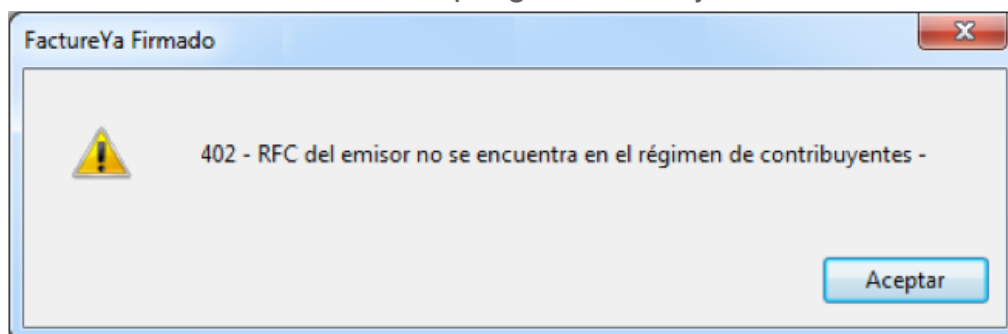 FactureYa Firmado
402 - RFC del emisor no se encuentra en el régimen de contribuyentes -
Aceptar